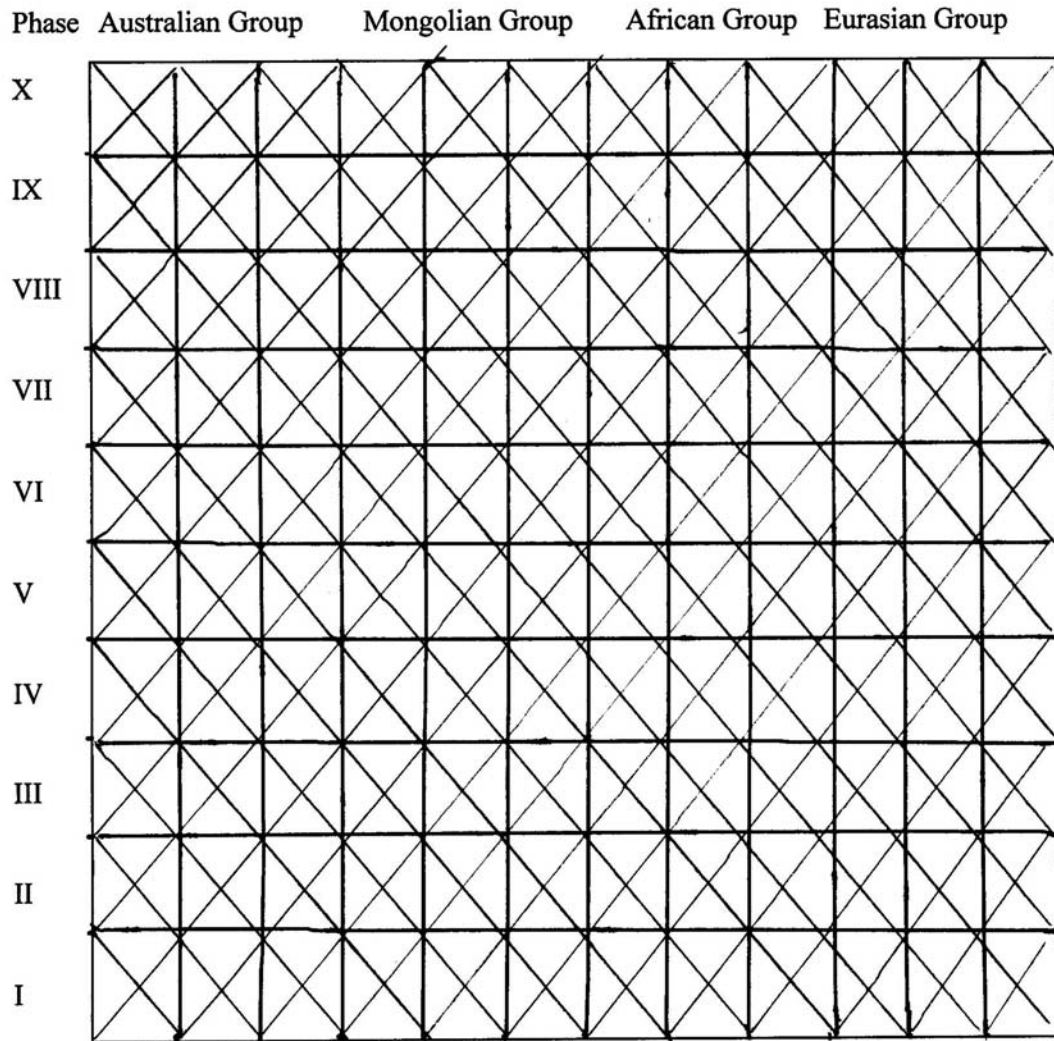 Phase Australian Group Mongolian Group African Group Eurasian Group
X
IX
VIII
VII
VI
V
IV
III
II
I